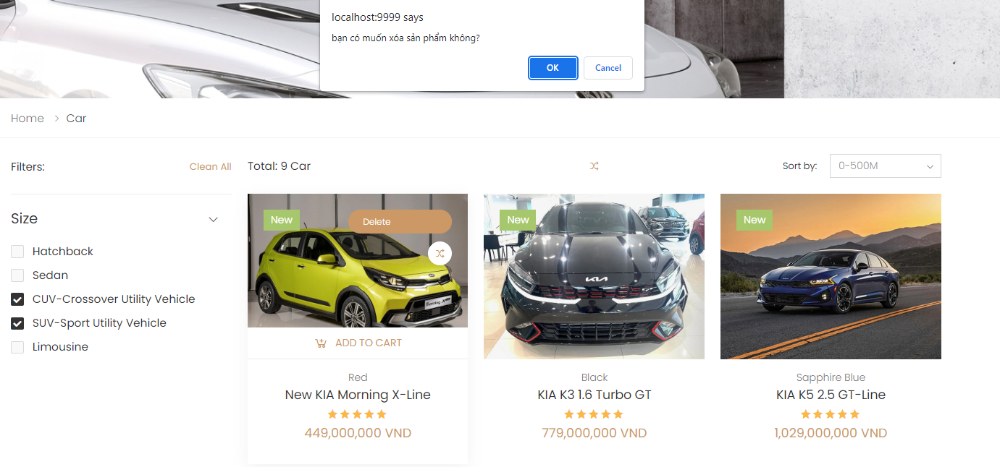 localhost:9999 says
bạn có muốn xóa sản phẩm không?
OK
Cancel
Home > Car
Filters:
Clean All
Total: 9 Car
Sort by:
0-500M
Size
Hatchback
Sedan
CUV-Crossover Utility Vehicle
SUV-Sport Utility Vehicle
Limousine
New
Delete
Morning
ADD TO CART
Red
New KIA Morning X-Line
449,000,000 VND
New
KIA
Black
KIA K3 1.6 Turbo GT
779,000,000 VND
New
Sapphire Blue
KIA K5 2.5 GT-Line
1,029,000,000 VND